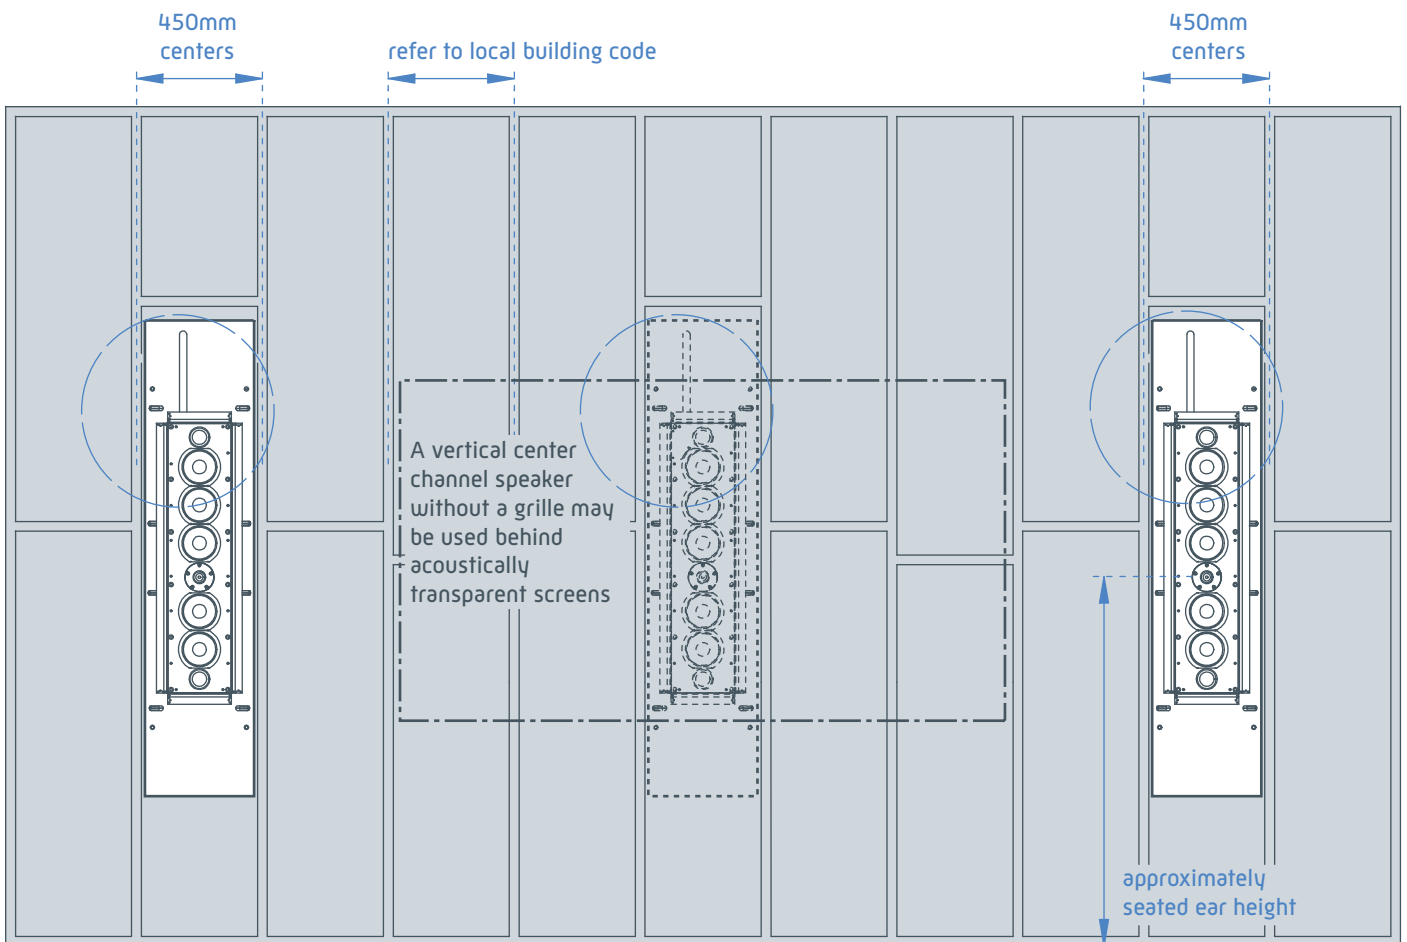 450mm
centers
refer to local building code
450mm
centers
A vertical center
channel speaker
without a grille may
be used behind
acoustically
transparent screens
approximately
seated ear height